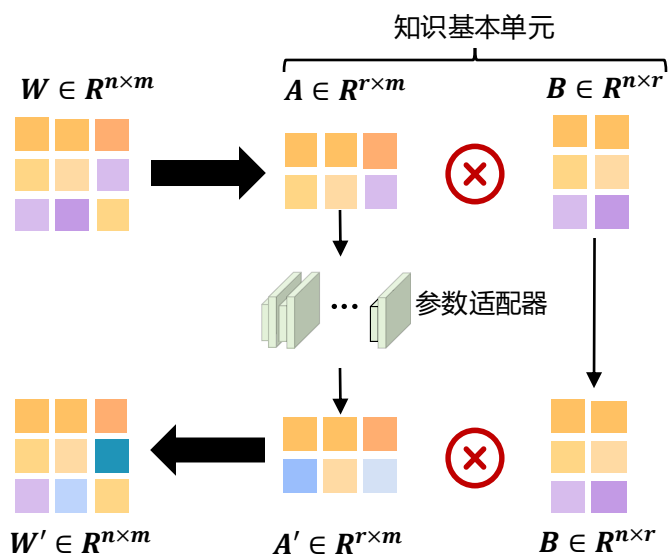 知识基本单元
W ∈ R^{n×m}
A ∈ R^{r×m}
B ∈ R^{n×r}
...
参数适配器
W′ ∈ R^{n×m}
A′ ∈ R^{r×m}
B ∈ R^{n×r}